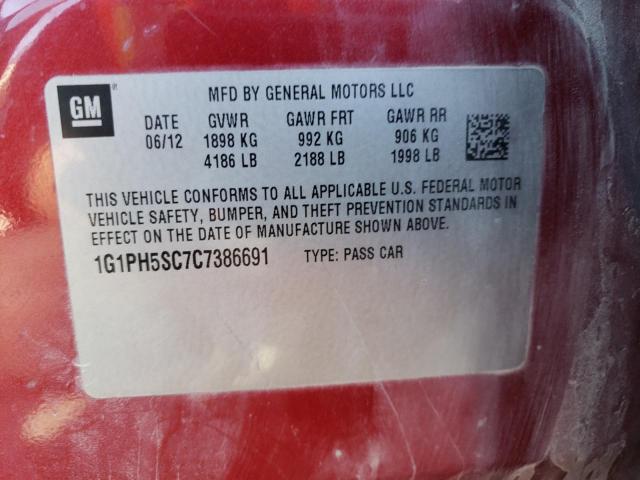 GM®
MFD BY GENERAL MOTORS LLC
DATE GVWR GAWR FRT GAWR RR
06/12 1898 KG 992 KG 906 KG
4186 LB 2188 LB 1998 LB
THIS VEHICLE CONFORMS TO ALL APPLICABLE U.S. FEDERAL MOTOR
VEHICLE SAFETY, BUMPER, AND THEFT PREVENTION STANDARDS IN
EFFECT ON THE DATE OF MANUFACTURE SHOWN ABOVE.
1G1PH5SC7C7386691 TYPE: PASS CAR